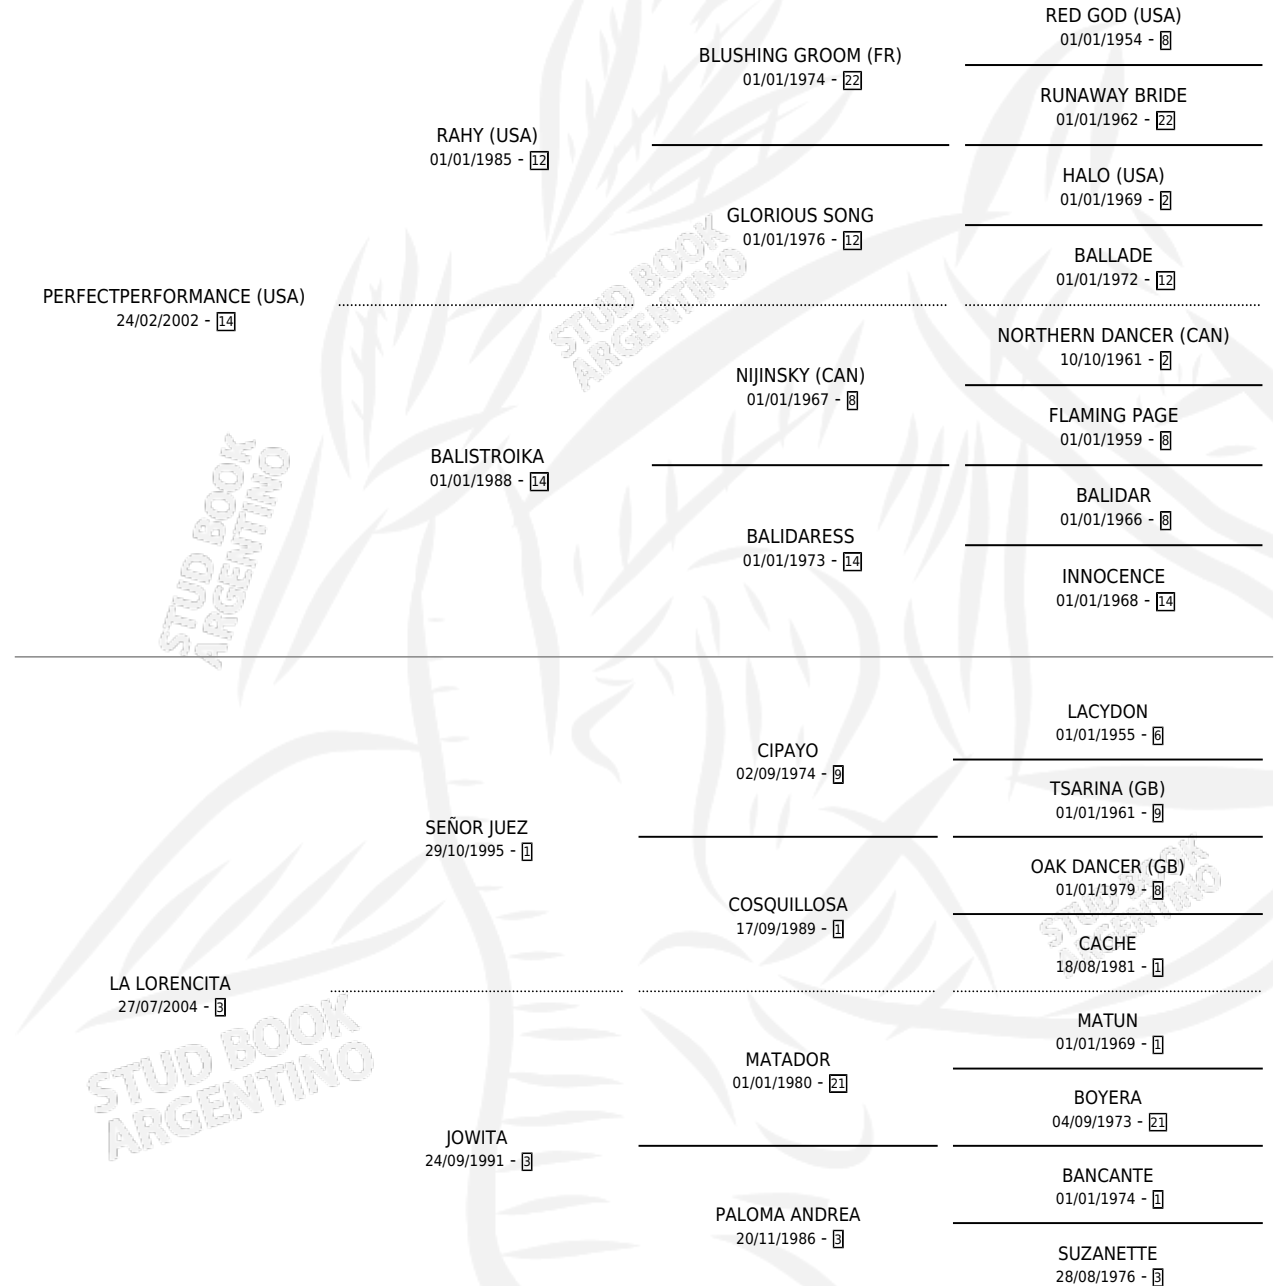 RED GOD (USA)
01/01/1954 - 8
BLUSHING GROOM (FR)
01/01/1974 - 22
RUNAWAY BRIDE
01/01/1962 - 22
RAHY (USA)
01/01/1985 - 12
HALO (USA)
01/01/1969 - 2
GLORIOUS SONG
01/01/1976 - 12
BALLADE
01/01/1972 - 12
PERFECTPERFORMANCE (USA)
24/02/2002 - 14
NORTHERN DANCER (CAN)
10/10/1961 - 2
NIJINSKY (CAN)
01/01/1967 - 8
FLAMING PAGE
01/01/1959 - 8
BALISTROIKA
01/01/1988 - 14
BALIDAR
01/01/1966 - 8
BALIDARESS
01/01/1973 - 14
INNOCENCE
01/01/1968 - 14
LACYDON
01/01/1955 - 6
CIPAYO
02/09/1974 - 9
TSARINA (GB)
01/01/1961 - 9
SEÑOR JUEZ
29/10/1995 - 1
OAK DANCER (GB)
01/01/1979 - 8
COSQUILLOSA
17/09/1989 - 1
CACHE
18/08/1981 - 1
LA LORENCITA
27/07/2004 - 3
MATUN
01/01/1969 - 1
MATADOR
01/01/1980 - 21
BOYERA
04/09/1973 - 21
JOWITA
24/09/1991 - 3
BANCANTE
01/01/1974 - 1
PALOMA ANDREA
20/11/1986 - 3
SUZANETTE
28/08/1976 - 3
STUD BOOK
ARGENTINO
STUD BOOK
ARGENTINO
STUD BOOK
ARGENTINO
STUD BOOK
ARGENTINO